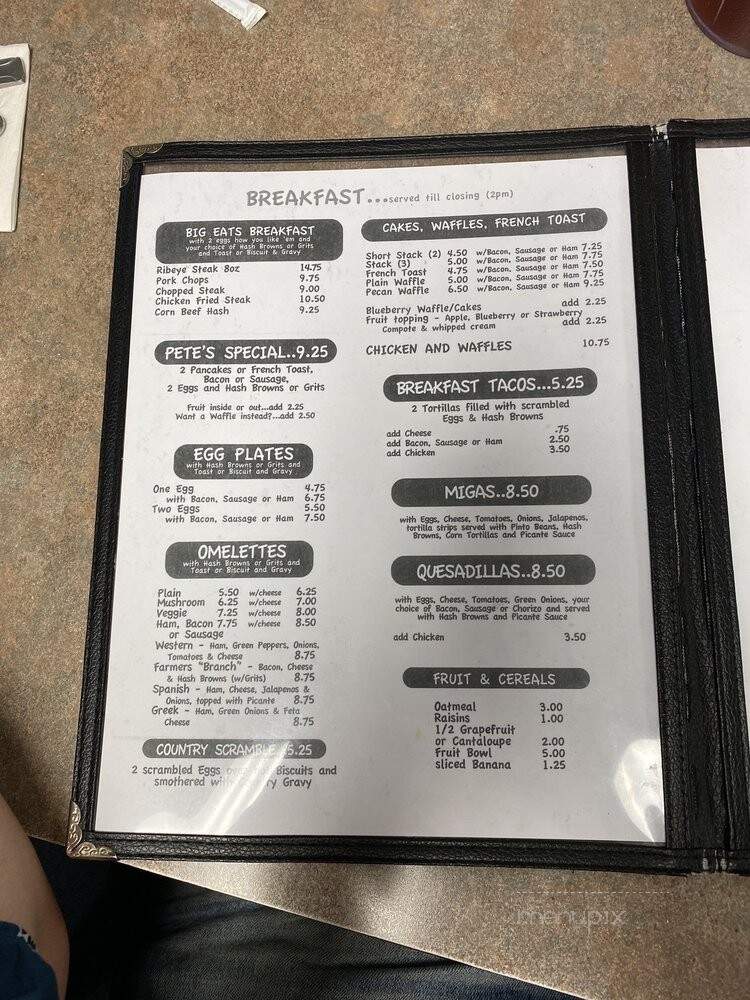 BREAKFAST...served till closing (2pm)
BIG EATS BREAKFAST
with 2 eggs how you like 'em and
your choice of Hash Browns or Grits
and Toast or Biscuit & Gravy
Ribeye Steak 8oz 14.75
Pork Chops 9.75
Chopped Steak 9.00
Chicken Fried Steak 10.50
Corn Beef Hash 9.25
PETE'S SPECIAL..9.25
2 Pancakes or French Toast,
Bacon or Sausage,
2 Eggs and Hash Browns or Grits
Fruit inside or out...add 2.25
Want a Waffle instead?...add 2.50
EGG PLATES
with Hash Browns or Grits and
Toast or Biscuit and Gravy
One Egg 4.75
with Bacon, Sausage or Ham 6.75
Two Eggs 5.50
with Bacon, Sausage or Ham 7.50
OMELETTES
with Hash Browns or Grits and
Toast or Biscuit and Gravy
Plain 5.50 w/cheese 6.25
Mushroom 6.25 w/cheese 7.00
Veggie 7.25 w/cheese 8.00
Ham, Bacon 7.75 w/cheese 8.50
or Sausage
Western - Ham, Green Peppers, Onions,
Tomatoes & Cheese 8.75
Farmers "Branch" - Bacon, Cheese
& Hash Browns (w/Grits) 8.75
Spanish - Ham, Cheese, Jalapenos &
Onions, topped with Picante 8.75
Greek - Ham, Green Onions & Feta
Cheese 8.75
COUNTRY SCRAMBLE 5.25
2 scrambled Eggs Biscuits and
smothered Gravy
CAKES, WAFFLES, FRENCH TOAST
Short Stack (2) 4.50 w/Bacon, Sausage or Ham 7.25
Stack (3) 5.00 w/Bacon, Sausage or Ham 7.75
French Toast 4.75 w/Bacon, Sausage or Ham 7.50
Plain Waffle 5.00 w/Bacon, Sausage or Ham 7.75
Pecan Waffle 6.50 w/Bacon, Sausage or Ham 9.25
Blueberry Waffle/Cakes add 2.25
Fruit topping - Apple, Blueberry or Strawberry
Compote & whipped cream add 2.25
CHICKEN AND WAFFLES 10.75
BREAKFAST TACOS...5.25
2 Tortillas filled with scrambled
Eggs & Hash Browns
add Cheese .75
add Bacon, Sausage or Ham 2.50
add Chicken 3.50
MIGAS..8.50
with Eggs, Cheese, Tomatoes, Onions, Jalapenos,
tortilla strips served with Pinto Beans, Hash
Browns, Corn Tortillas and Picante Sauce
QUESADILLAS..8.50
with Eggs, Cheese, Tomatoes, Green Onions, your
choice of Bacon, Sausage or Chorizo and served
with Hash Browns and Picante Sauce
add Chicken 3.50
FRUIT & CEREALS
Oatmeal 3.00
Raisins 1.00
1/2 Grapefruit
or Cantaloupe 2.00
Fruit Bowl 5.00
sliced Banana 1.25
menupix